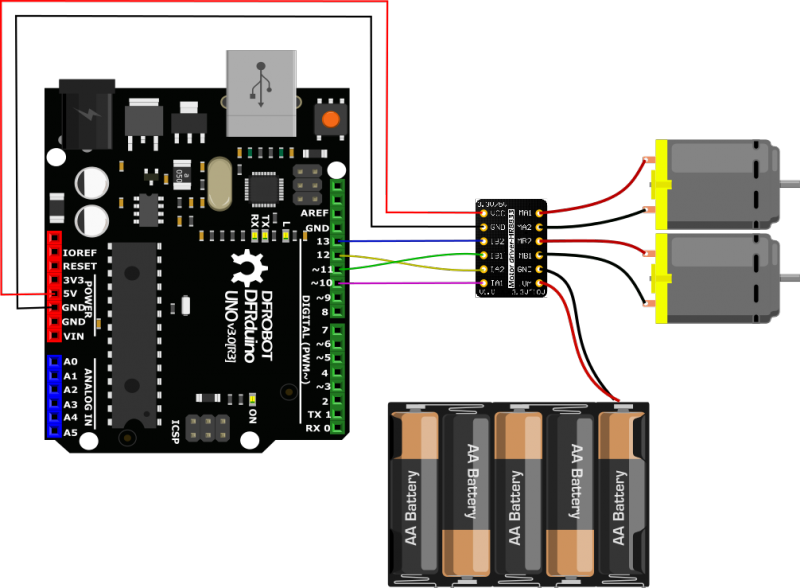 RX
TX
L
AREF
GND
13
12
~11
~10
~9
8
7
~6
~5
4
~3
2
TX 1
RX 0
DIGITAL (PWM~)
IOREF
RESET
3V3
5V
GND
GND
VIN
POWER
A0
A1
A2
A3
A4
A5
ANALOG IN
DFROBOT
DFRduino
UNO v3.0[R3]
ON
ICSP
050
VCC
GND
IB2
IB1
IA2
IA1
MA1
MA2
MB2
MB1
GND
VM
AA Battery
AA Battery
AA Battery
AA Battery
AA Battery